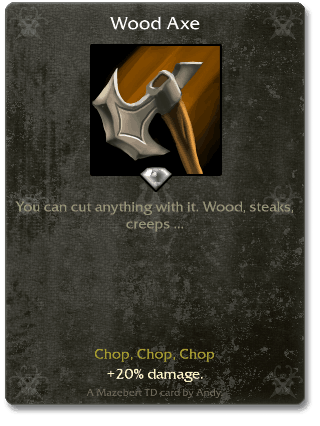 Wood Axe
You can cut anything with it. Wood, steaks,
creeps ...
Chop, Chop, Chop
+20% damage.
A Mazebert TD card by Andy